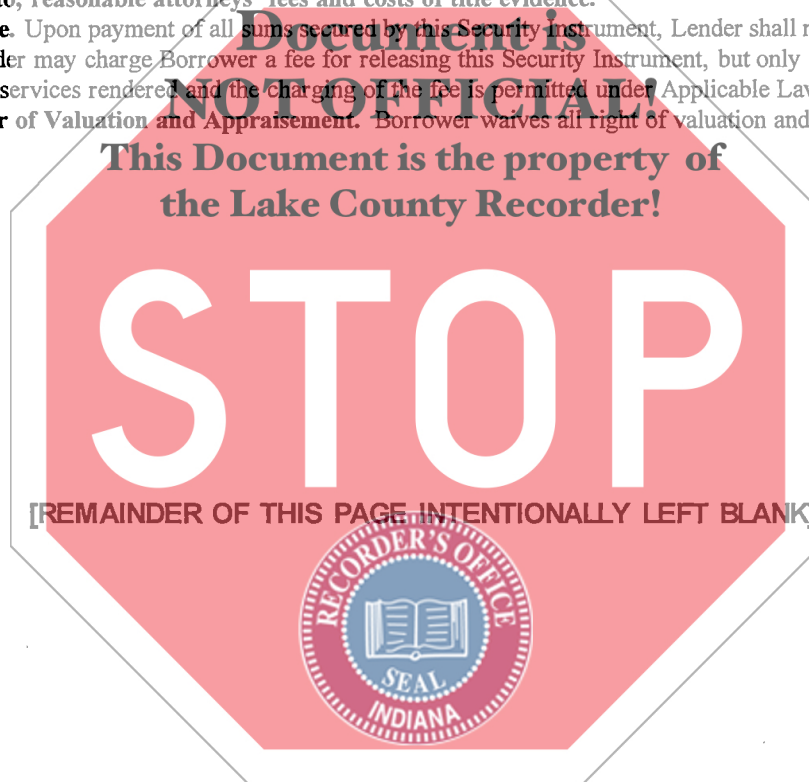 to, reasonable attorneys' fees and costs of title evidence.
Document is
e. Upon payment of all sums secured by this Security Instrument, Lender shall
der may charge Borrower a fee for releasing this Security Instrument, but only
NOT OFFICIAL!
services rendered and the charging of the fee is permitted under Applicable
r of Valuation and Appraisement. Borrower waives all right of valuation and
This Document is the property of
the Lake County Recorder!
STOP
[REMAINDER OF THIS PAGE INTENTIONALLY LEFT BLANK]
RECORDER'S OFFICE
SEAL
INDIANA